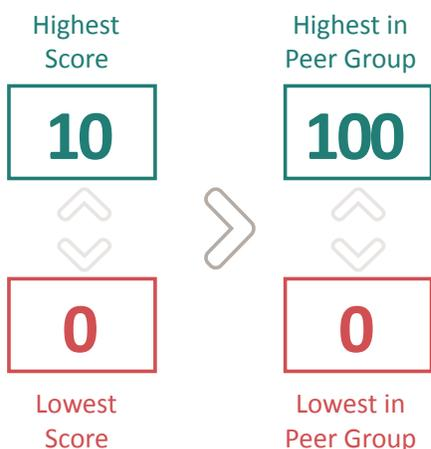 Highest
Score
10
0
Lowest
Score
Highest in
Peer Group
100
0
Lowest in
Peer Group